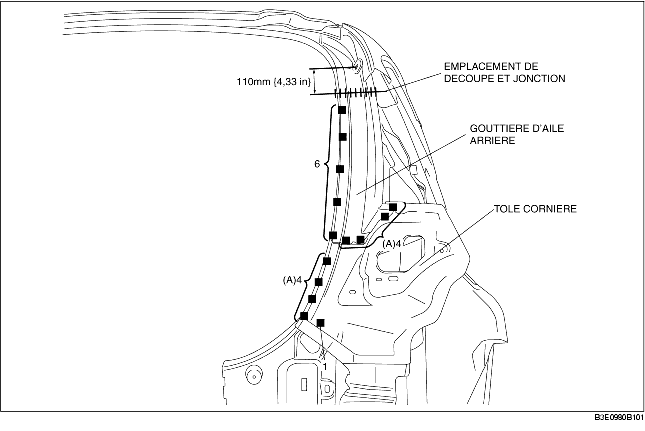 EMPLACEMENT DE
DECOUPE ET JONCTION
110mm {4,33 in}
GOUTTIERE D'AILE
ARRIERE
6
TOLE CORNIERE
(A)4
(A)4
1
B3E0980B101